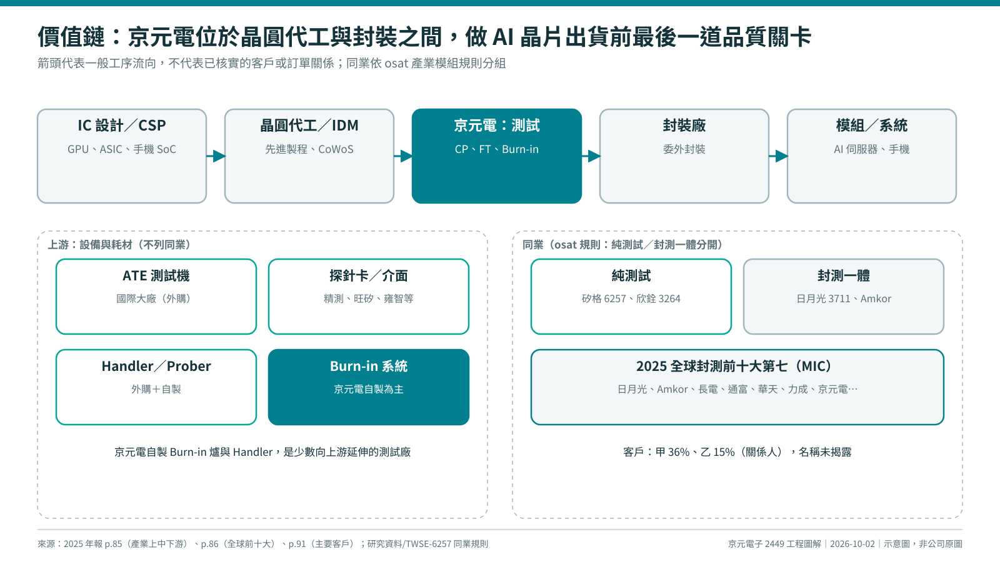 價值鏈：京元電位於晶圓代工與封裝之間，做 AI 晶片出貨前最後一道品質關卡
箭頭代表一般工序流向，不代表已核實的客戶或訂單關係；同業依 osat 產業模組規則分組
IC 設計／CSP
GPU、ASIC、手機 SoC
晶圓代工／IDM
先進製程、CoWoS
京元電：測試
CP、FT、Burn-in
封裝廠
委外封裝
模組／系統
AI 伺服器、手機
上游：設備與耗材（不列同業）
ATE 測試機
國際大廠（外購）
探針卡／介面
精測、旺矽、雍智等
Handler／Prober
外購＋自製
Burn-in 系統
京元電自製為主
京元電自製 Burn-in 爐與 Handler，是少數向上游延伸的測試廠
同業（osat 規則：純測試／封測一體分開）
純測試
矽格 6257、欣銓 3264
封測一體
日月光 3711、Amkor
2025 全球封測前十大第七（MIC）
日月光、Amkor、長電、通富、華天、力成、京元電…
客戶：甲 36%、乙 15%（關係人），名稱未揭露
來源：2025 年報 p.85（產業上中下游）、p.86（全球前十大）、p.91（主要客戶）；研究資料/TWSE-6257 同業規則
京元電子 2449 工程圖解｜2026-10-02｜示意圖，非公司原圖